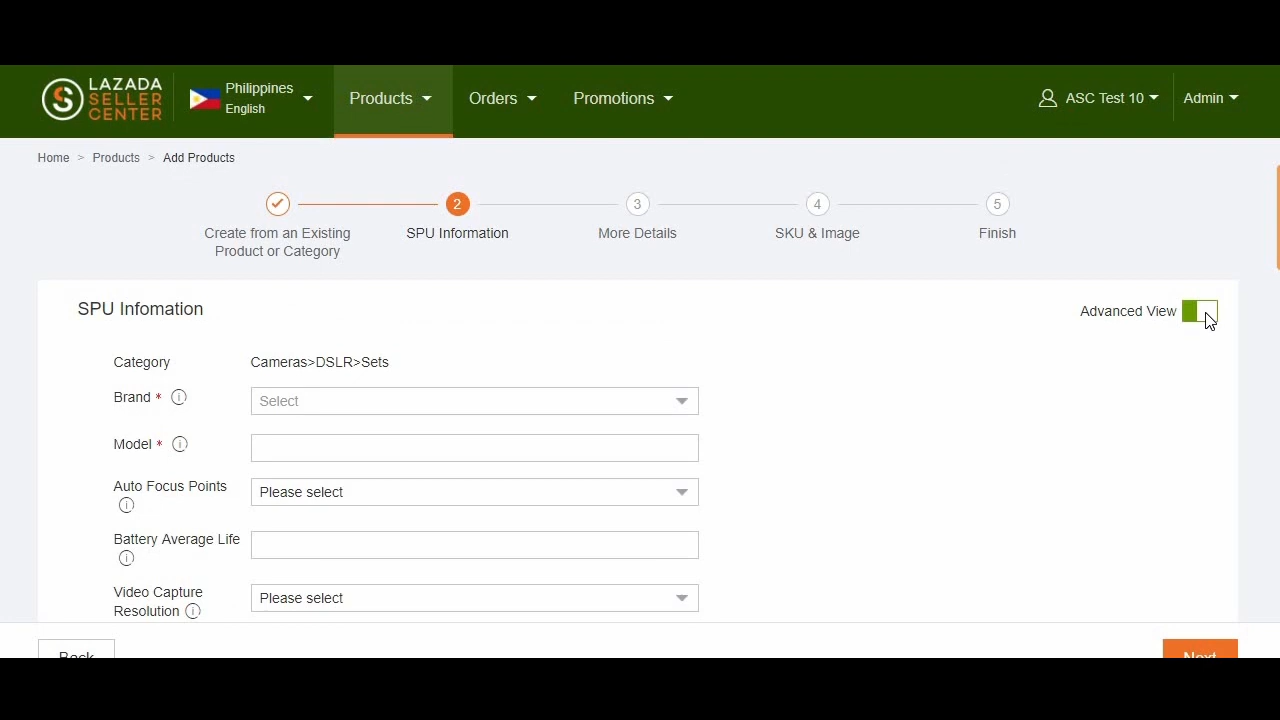 LAZADA
SELLER
CENTER
Philippines
English
Products
Orders
Promotions
ASC Test 10
Admin
Home > Products > Add Products
2
3
4
5
Create from an Existing
Product or Category
SPU Information
More Details
SKU & Image
Finish
SPU Infomation
Advanced View
Category
Cameras>DSLR>Sets
Brand *
Select
Model *
Auto Focus Points
Please select
Battery Average Life
Video Capture
Resolution
Please select
Back
Next